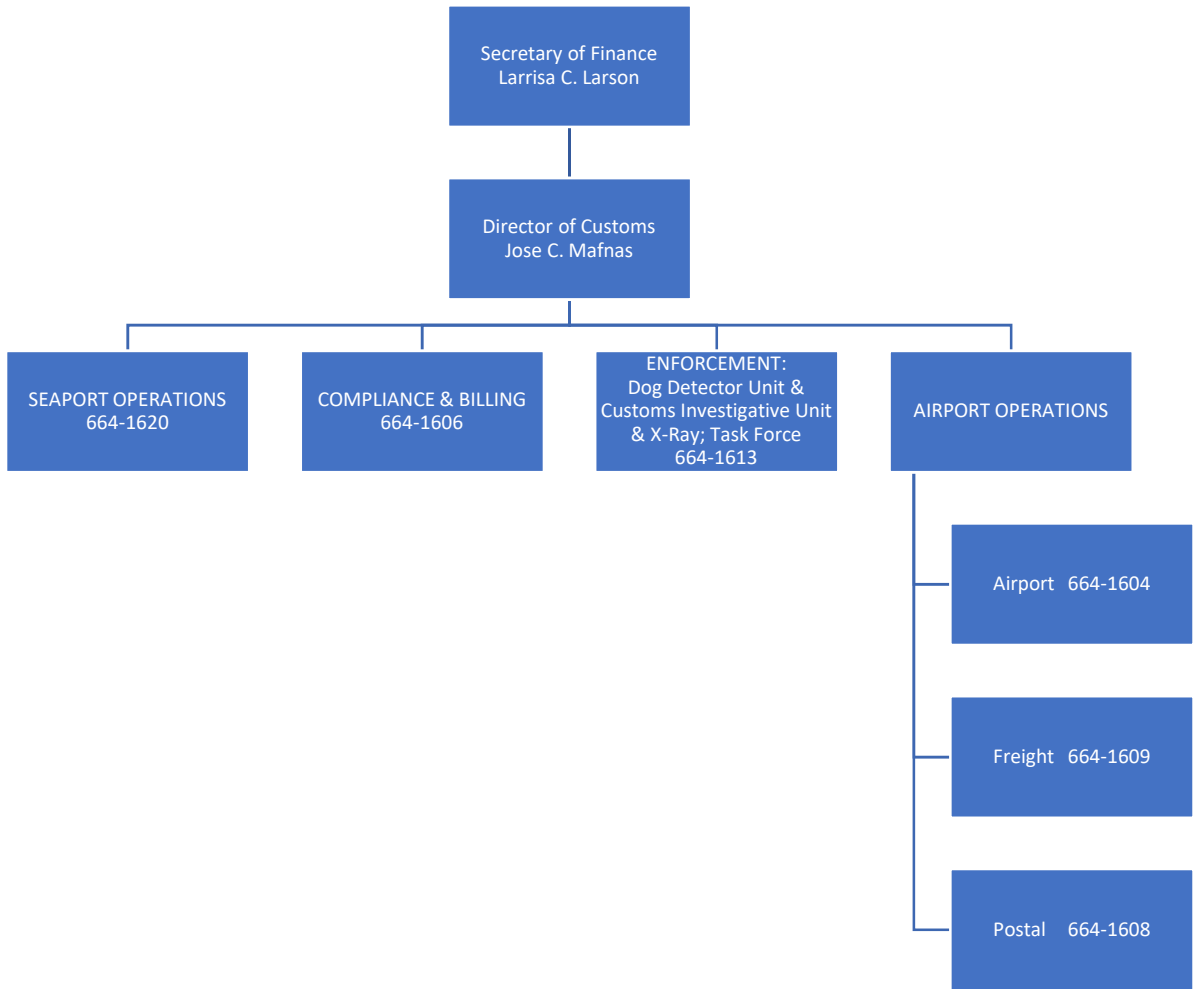 Secretary of Finance
Larrisa C. Larson
Director of Customs
Jose C. Mafnas
SEAPORT OPERATIONS
664-1620
COMPLIANCE & BILLING
664-1606
ENFORCEMENT:
Dog Detector Unit &
Customs Investigative Unit
& X-Ray; Task Force
664-1613
AIRPORT OPERATIONS
Airport 664-1604
Freight 664-1609
Postal 664-1608